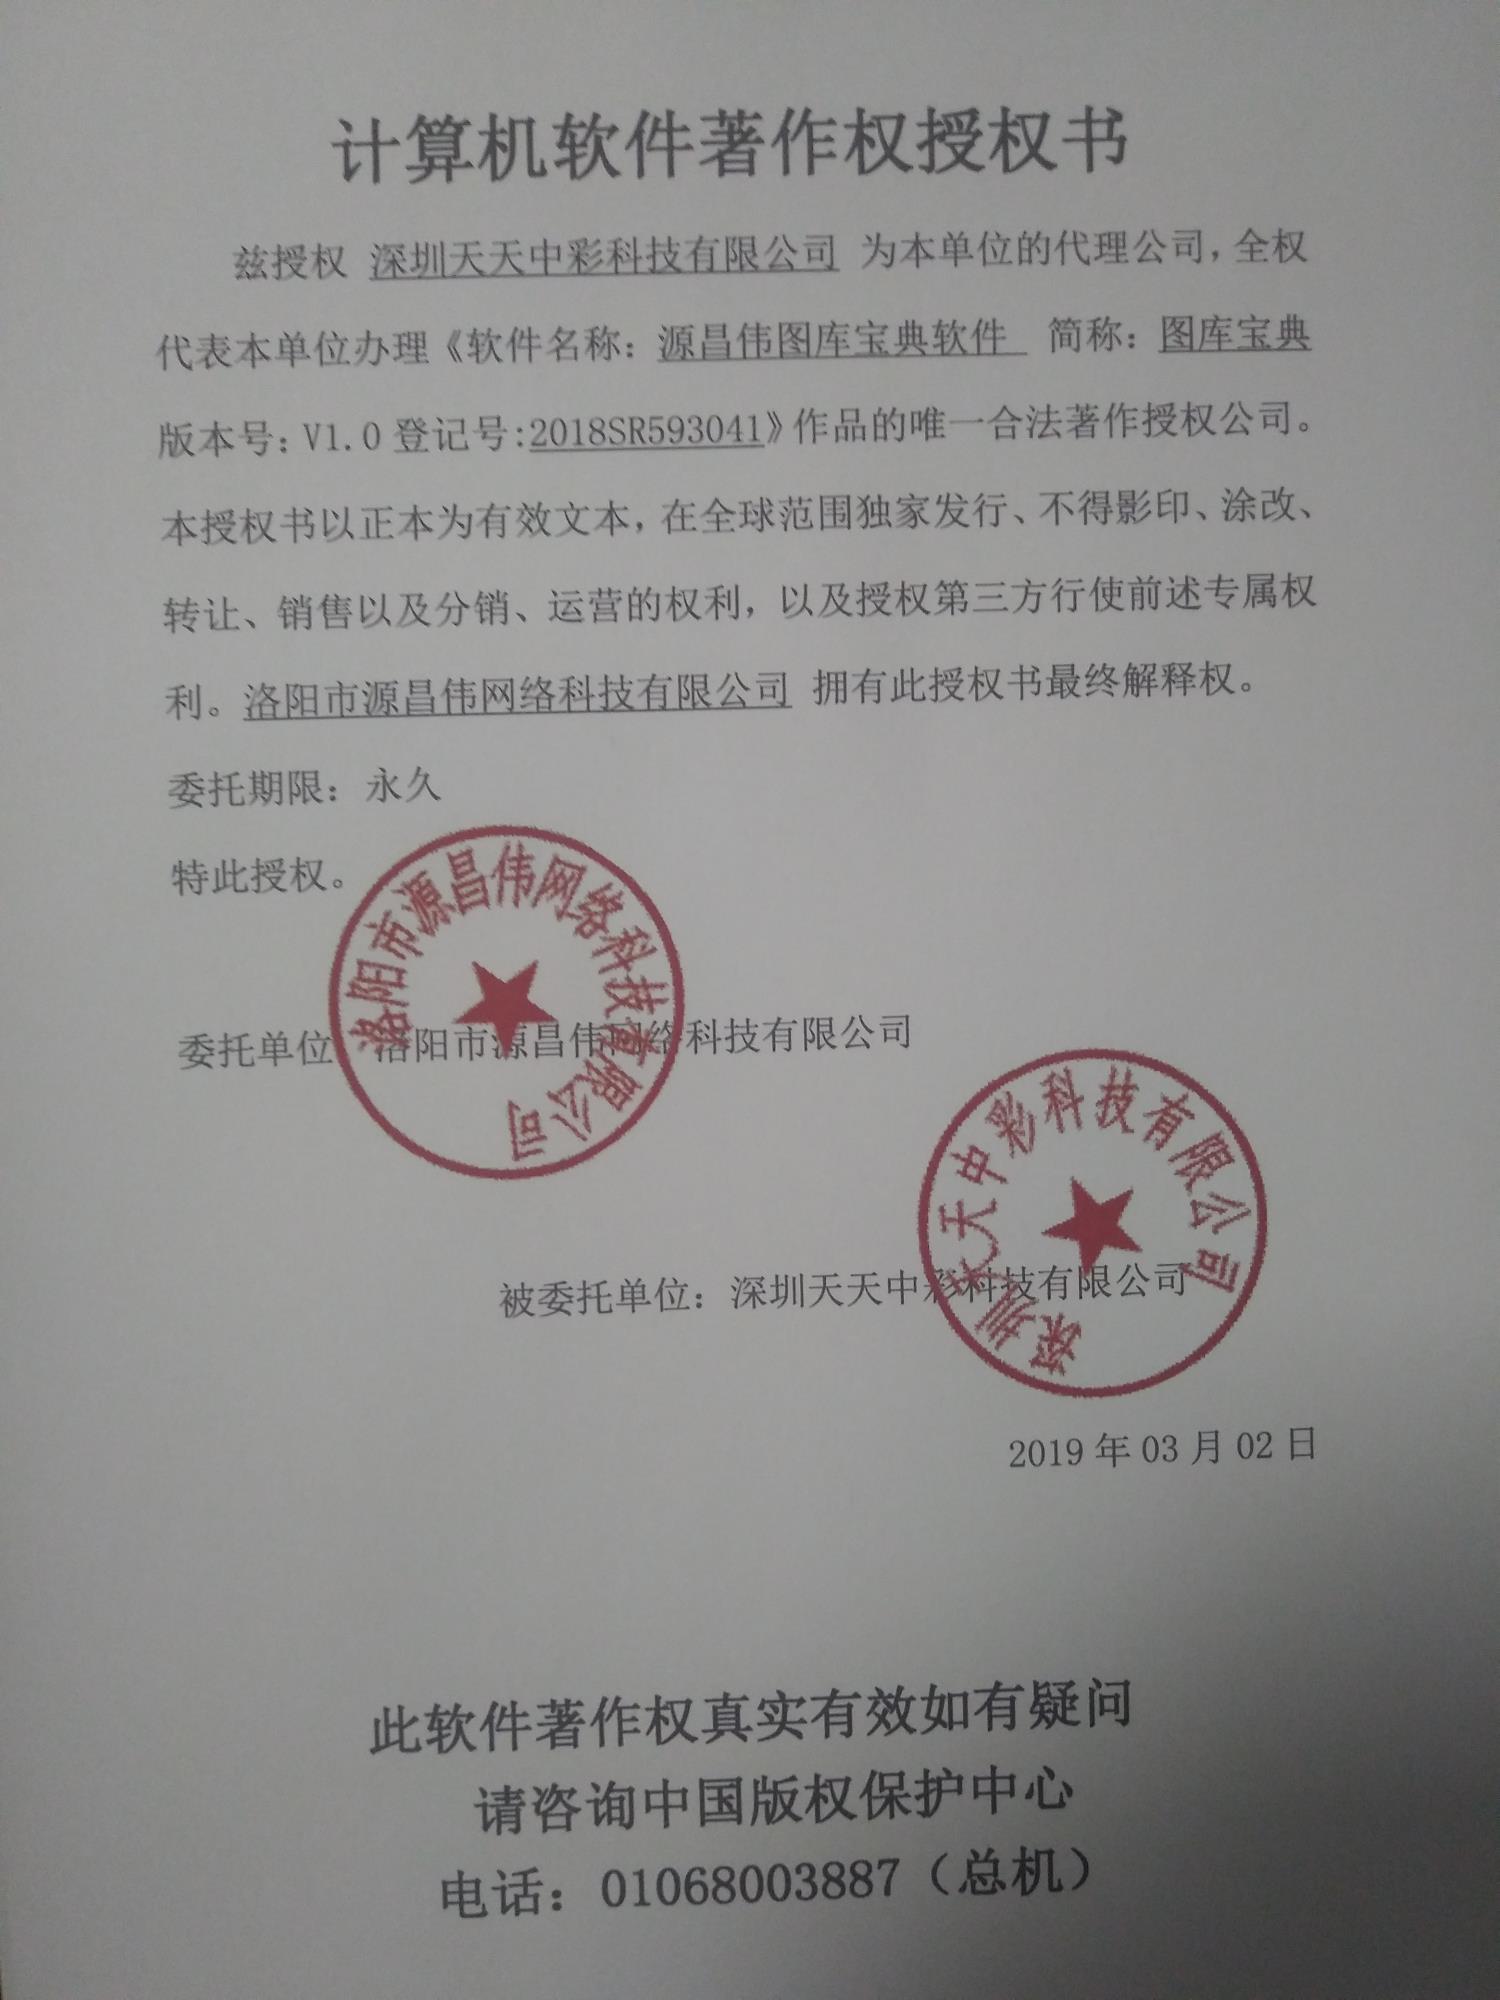 计算机软件著作权授权书
兹授权 深圳天天中彩科技有限公司 为本单位的代理公司，全权
代表本单位办理《软件名称：源昌伟图库宝典软件 简称：图库宝典
版本号：V1.0 登记号:2018SR593041》作品的唯一合法著作授权公司。
本授权书以正本为有效文本，在全球范围独家发行、不得影印、涂改、
转让、销售以及分销、运营的权利，以及授权第三方行使前述专属权
利。洛阳市源昌伟网络科技有限公司 拥有此授权书最终解释权。
委托期限：永久
特此授权。
洛阳市源昌伟网络科技有限公司
委托单位 洛阳市源昌伟网络科技有限公司
深圳天天中彩科技有限公司
被委托单位：深圳天天中彩科技有限公司
2019 年 03 月 02 日
此软件著作权真实有效如有疑问
请咨询中国版权保护中心
电话：01068003887（总机）